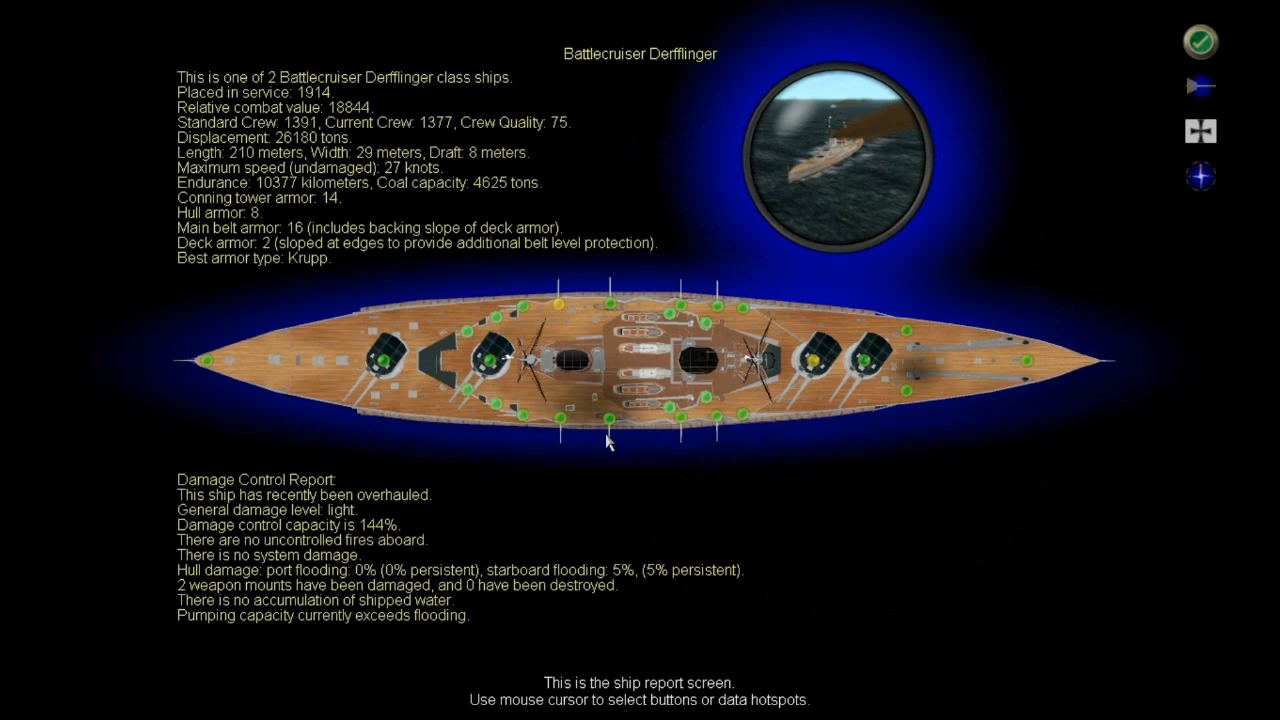 Battlecruiser Derfflinger
This is one of 2 Battlecruiser Derfflinger class ships.
Placed in service: 1914.
Relative combat value: 18844.
Standard Crew: 1391, Current Crew: 1377, Crew Quality: 75.
Displacement: 26180 tons.
Length: 210 meters, Width: 29 meters, Draft: 8 meters.
Maximum speed (undamaged): 27 knots.
Endurance: 10377 kilometers, Coal capacity: 4625 tons.
Conning tower armor: 14.
Hull armor: 8.
Main belt armor: 16 (includes backing slope of deck armor).
Deck armor: 2 (sloped at edges to provide additional belt level protection).
Best armor type: Krupp.
Damage Control Report:
This ship has recently been overhauled.
General damage level: light.
Damage control capacity is 144%.
There are no uncontrolled fires aboard.
There is no system damage.
Hull damage: port flooding: 0% (0% persistent), starboard flooding: 5%, (5% persistent).
2 weapon mounts have been damaged, and 0 have been destroyed.
There is no accumulation of shipped water.
Pumping capacity currently exceeds flooding.
This is the ship report screen.
Use mouse cursor to select buttons or data hotspots.